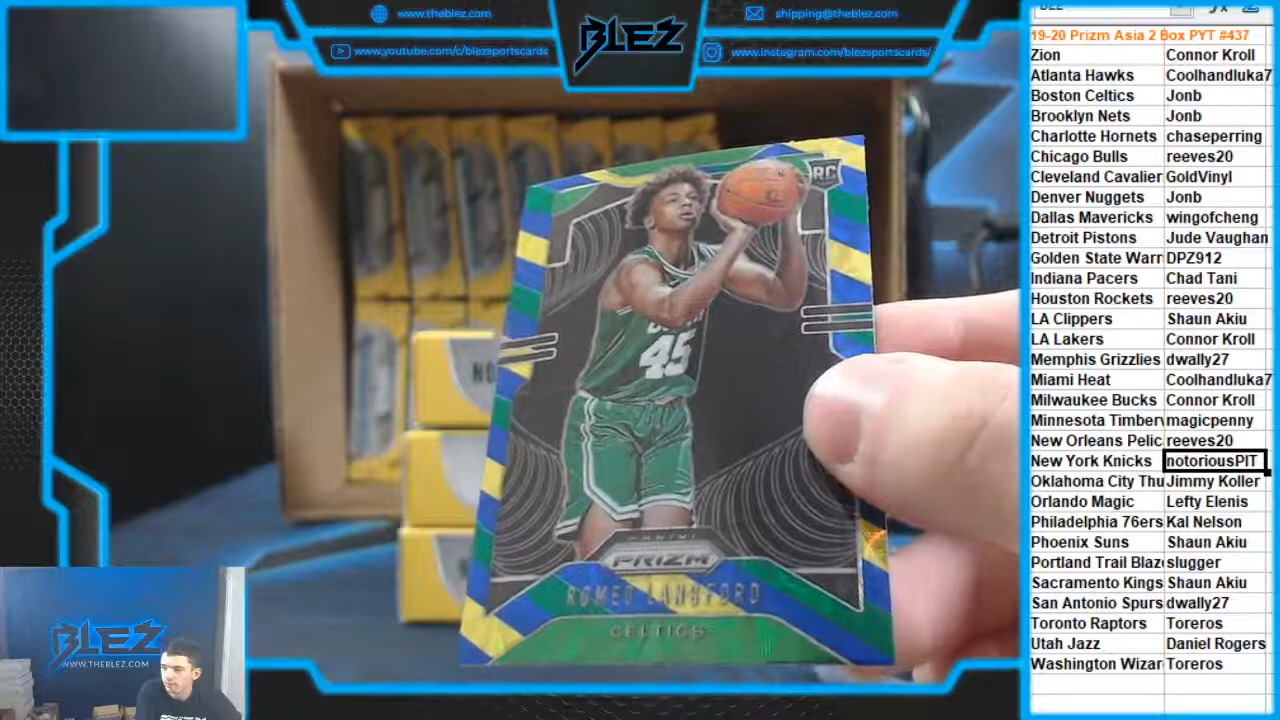 www.theblez.com
shipping@theblez.com
BLEZ
www.youtube.com/c/blezsportscards
www.instagram.com/blezsportscards/
19-20 Prizm Asia 2 Box PYT #437
Zion Connor Kroll
Atlanta Hawks Coolhandluka7
Boston Celtics Jonb
Brooklyn Nets Jonb
Charlotte Hornets chaseperring
Chicago Bulls reeves20
Cleveland Cavalier GoldVinyl
Denver Nuggets Jonb
Dallas Mavericks wingofcheng
Detroit Pistons Jude Vaughan
Golden State Warr DPZ912
Indiana Pacers Chad Tani
Houston Rockets reeves20
LA Clippers Shaun Akiu
LA Lakers Connor Kroll
Memphis Grizzlies dwally27
Miami Heat Coolhandluka7
Milwaukee Bucks Connor Kroll
Minnesota Timberv magicpenny
New Orleans Pelic reeves20
New York Knicks notoriousPIT
Oklahoma City Thu Jimmy Koller
Orlando Magic Lefty Elenis
Philadelphia 76ers Kal Nelson
Phoenix Suns Shaun Akiu
Portland Trail Blaz slugger
Sacramento Kings Shaun Akiu
San Antonio Spurs dwally27
Toronto Raptors Toreros
Utah Jazz Daniel Rogers
Washington Wizar Toreros
RC
45
PANINI
PRIZM
ROMEO LANGFORD
CELTICS
BLEZ
WWW.THEBLEZ.COM